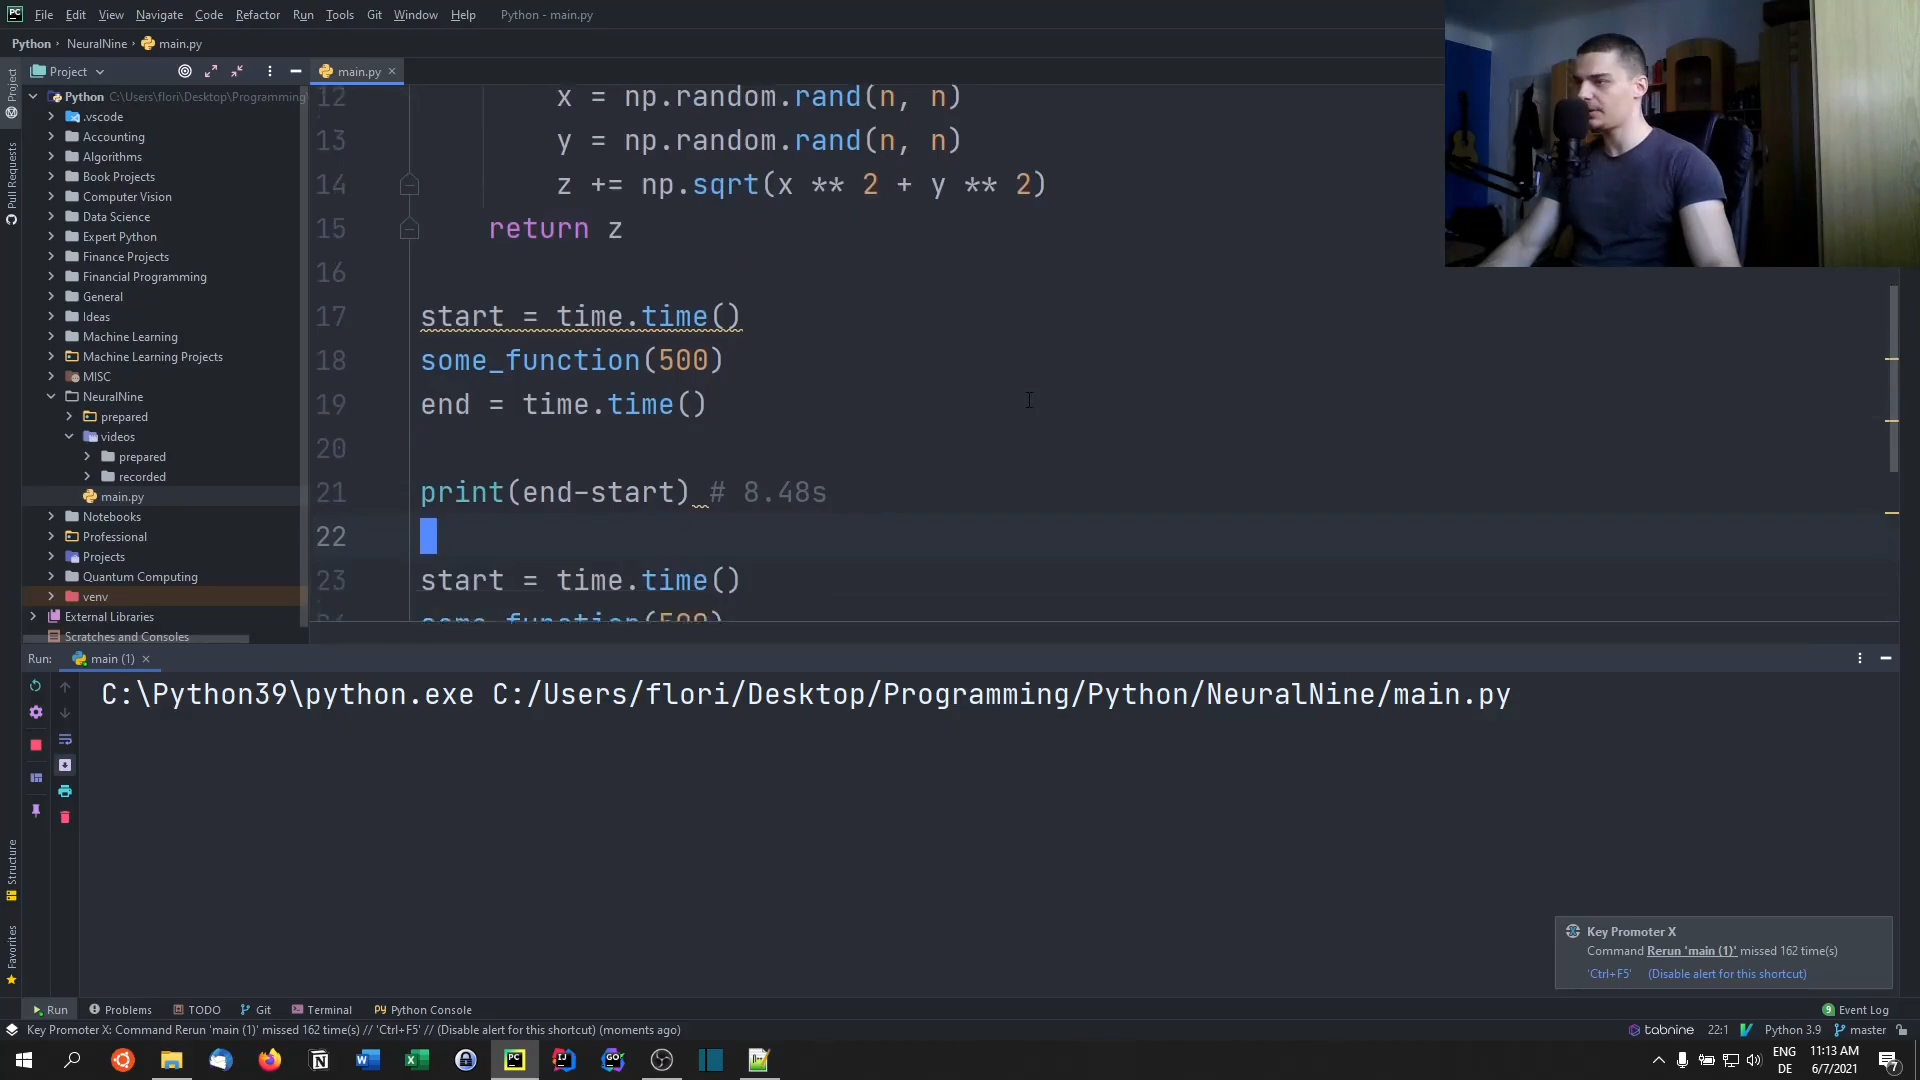 File Edit View Navigate Code Refactor Run Tools Git Window Help Python - main.py
Python › NeuralNine › main.py
Project main.py
Python C:\Users\flori\Desktop\Programming
.vscode
Accounting
Algorithms
Book Projects
Computer Vision
Data Science
Expert Python
Finance Projects
Financial Programming
General
Ideas
Machine Learning
Machine Learning Projects
MISC
NeuralNine
prepared
videos
prepared
recorded
main.py
Notebooks
Professional
Projects
Quantum Computing
venv
External Libraries
Scratches and Consoles
Project
Pull Requests
Structure
Favorites
12 x = np.random.rand(n, n)
13 y = np.random.rand(n, n)
14 z += np.sqrt(x ** 2 + y ** 2)
15 return z
16
17 start = time.time()
18 some_function(500)
19 end = time.time()
20
21 print(end-start) # 8.48s
22
23 start = time.time()
some_function(500)
Run: main (1)
C:\Python39\python.exe C:/Users/flori/Desktop/Programming/Python/NeuralNine/main.py
Key Promoter X
Command Rerun 'main (1)' missed 162 time(s)
'Ctrl+F5' (Disable alert for this shortcut)
Run Problems TODO Git Terminal Python Console 9 Event Log
Key Promoter X: Command Rerun 'main (1)' missed 162 time(s) // 'Ctrl+F5' // (Disable alert for this shortcut) (moments ago) tabnine 22:1 Python 3.9 master
ENG 11:13 AM
DE 6/7/2021 7